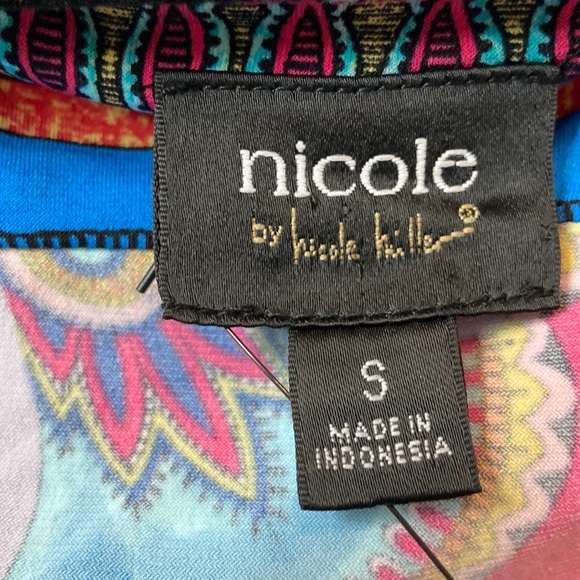 nicole
by nicole miller®
S
MADE IN
INDONESIA